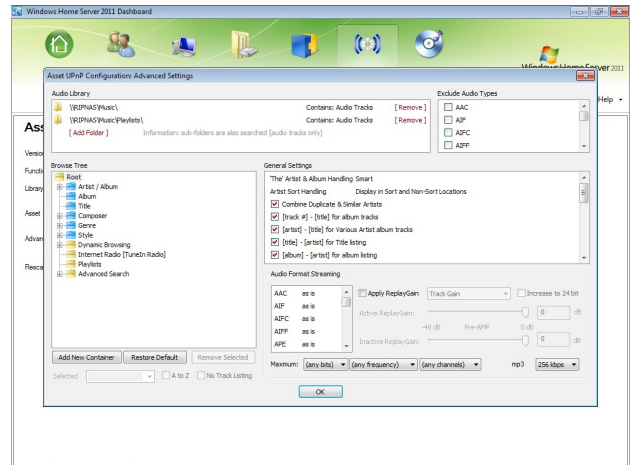 Windows Home Server 2011 Dashboard
Windows Home Server 2011
Help
Asset UPnP Configuration: Advanced Settings
Audio Library
\\RIPNAS\Music\ Contains: Audio Tracks [ Remove ]
\\RIPNAS\Music\Playlists\ Contains: Audio Tracks [ Remove ]
[ Add Folder ] Information: sub-folders are also searched (audio tracks only)
Exclude Audio Types
AAC
AIF
AIFC
AIFF
Ass
Version
Functi
Library
Asset
Advan
Resca
Browse Tree
Root
Artist / Album
Album
Title
Composer
Genre
Style
Dynamic Browsing
Internet Radio [TuneIn Radio]
Playlists
Advanced Search
Add New Container Restore Default Remove Selected
Selected A to Z No Track Listing
General Settings
'The' Artist & Album Handling Smart
Artist Sort Handling Display in Sort and Non-Sort Locations
Combine Duplicate & Similar Artists
[track #] - [title] for album tracks
[artist] - [title] for Various Artist album tracks
[title] - [artist] for Title listing
[album] - [artist] for album listing
Audio Format Streaming
AAC as is
AIF as is
AIFC as is
AIFF as is
APE as is
Apply ReplayGain Track Gain Increase to 24 bit
Active ReplayGain: 0 dB
-40 dB Pre-AMP 0 dB
Inactive ReplayGain: 0 dB
Maxmum: (any bits) (any frequency) (any channels) mp3 256 kbps
OK